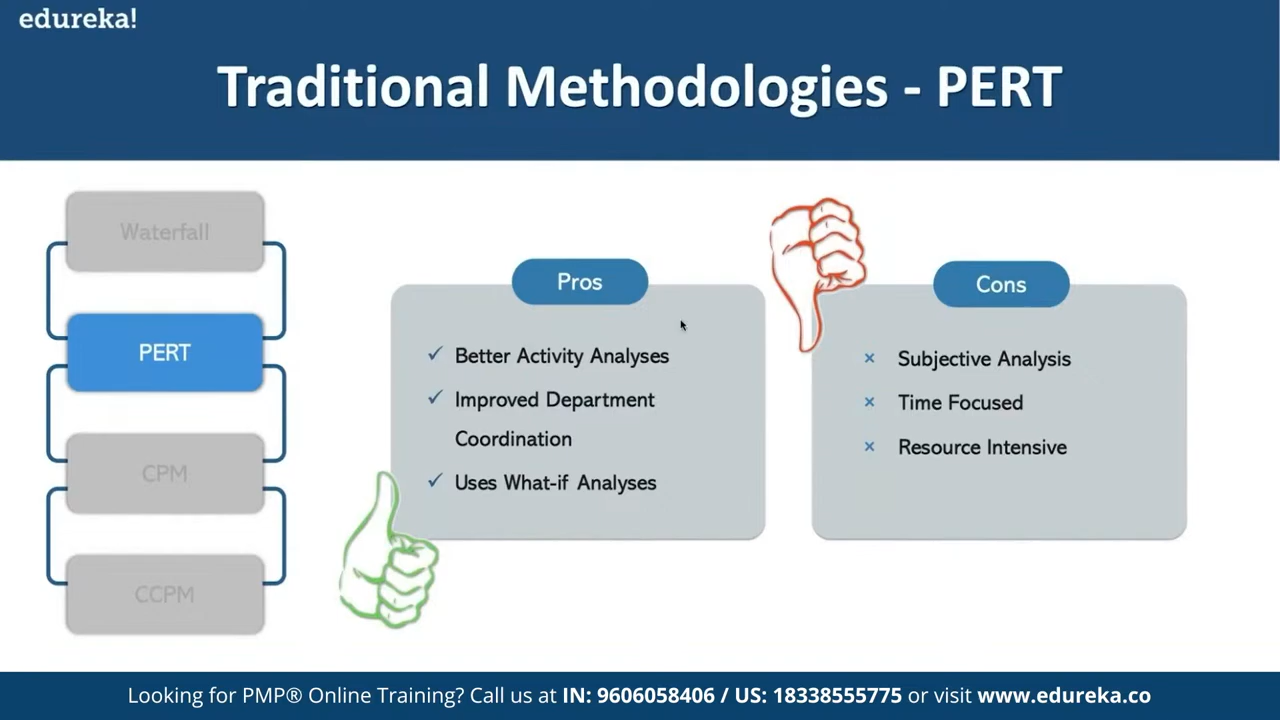 edureka!
Traditional Methodologies - PERT
Waterfall
PERT
CPM
CCPM
Pros
✓ Better Activity Analyses
✓ Improved Department
Coordination
✓ Uses What-if Analyses
Cons
× Subjective Analysis
× Time Focused
× Resource Intensive
Looking for PMP® Online Training? Call us at IN: 9606058406 / US: 18338555775 or visit www.edureka.co